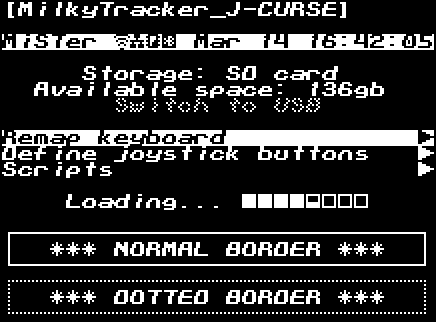 [MilkyTracker_J-CURSE]
MiSTer Mar 14 16:42:05
Storage: SD card
Available space: 136gb
Switch to USB
Remap keyboard
Define joystick buttons
Scripts
Loading...
*** NORMAL BORDER ***
*** DOTTED BORDER ***